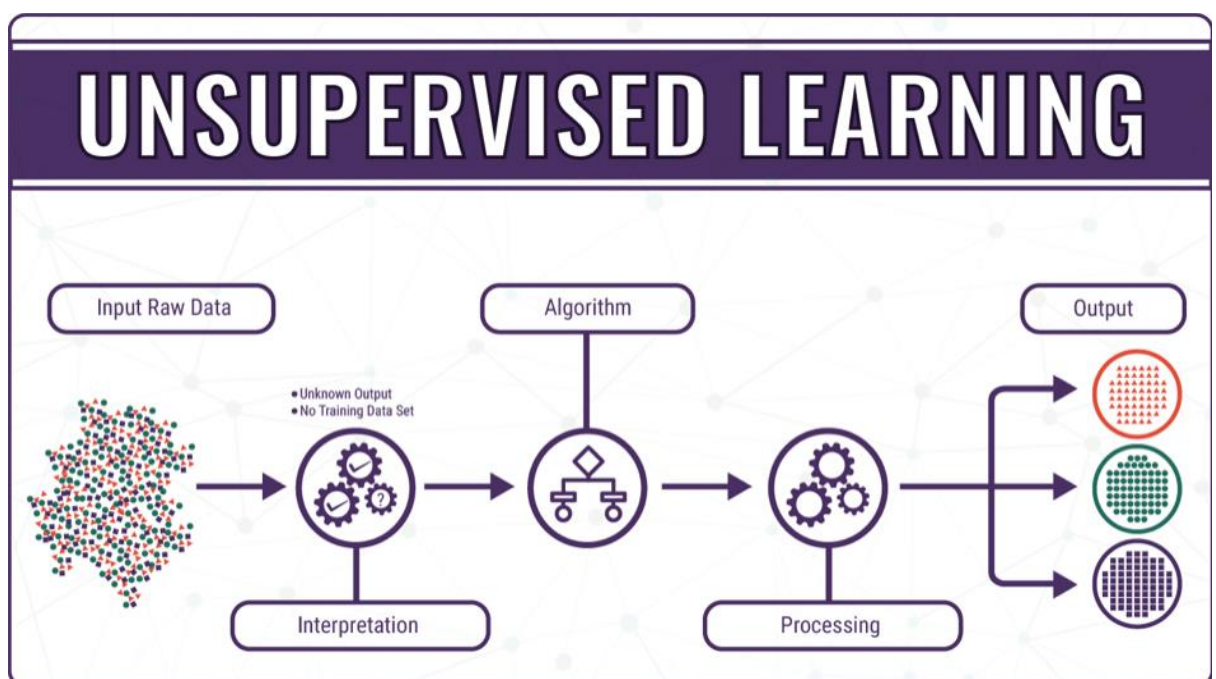 UNSUPERVISED LEARNING
Input Raw Data
Algorithm
Output
• Unknown Output
• No Training Data Set
?
Interpretation
Processing